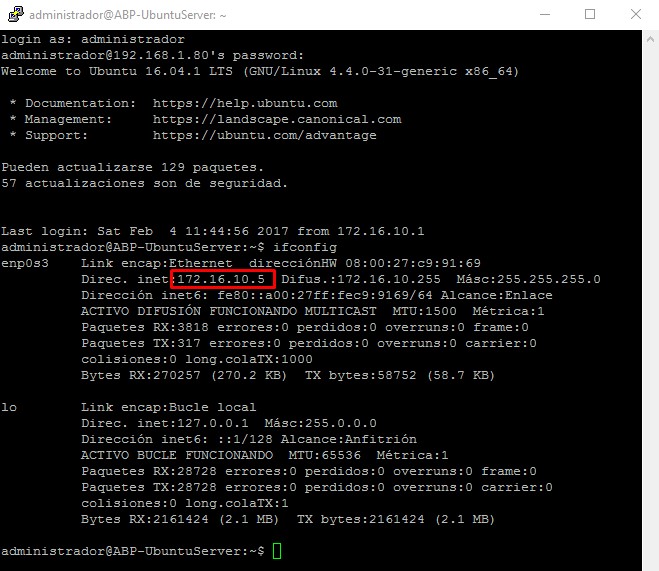 administrador@ABP-UbuntuServer: ~
login as: administrador
administrador@192.168.1.80's password:
Welcome to Ubuntu 16.04.1 LTS (GNU/Linux 4.4.0-31-generic x86_64)
* Documentation:  https://help.ubuntu.com
* Management:     https://landscape.canonical.com
* Support:        https://ubuntu.com/advantage
Pueden actualizarse 129 paquetes.
57 actualizaciones son de seguridad.
Last login: Sat Feb  4 11:44:56 2017 from 172.16.10.1
administrador@ABP-UbuntuServer:~$ ifconfig
enp0s3    Link encap:Ethernet  direcciónHW 08:00:27:c9:91:69
Direc. inet:172.16.10.5  Difus.:172.16.10.255  Másc:255.255.255.0
Dirección inet6: fe80::a00:27ff:fec9:9169/64 Alcance:Enlace
ACTIVO DIFUSIÓN FUNCIONANDO MULTICAST  MTU:1500  Métrica:1
Paquetes RX:3818 errores:0 perdidos:0 overruns:0 frame:0
Paquetes TX:317 errores:0 perdidos:0 overruns:0 carrier:0
colisiones:0 long.colaTX:1000
Bytes RX:270257 (270.2 KB)  TX bytes:58752 (58.7 KB)
lo        Link encap:Bucle local
Direc. inet:127.0.0.1  Másc:255.0.0.0
Dirección inet6: ::1/128 Alcance:Anfitrión
ACTIVO BUCLE FUNCIONANDO  MTU:65536  Métrica:1
Paquetes RX:28728 errores:0 perdidos:0 overruns:0 frame:0
Paquetes TX:28728 errores:0 perdidos:0 overruns:0 carrier:0
colisiones:0 long.colaTX:1
Bytes RX:2161424 (2.1 MB)  TX bytes:2161424 (2.1 MB)
administrador@ABP-UbuntuServer:~$